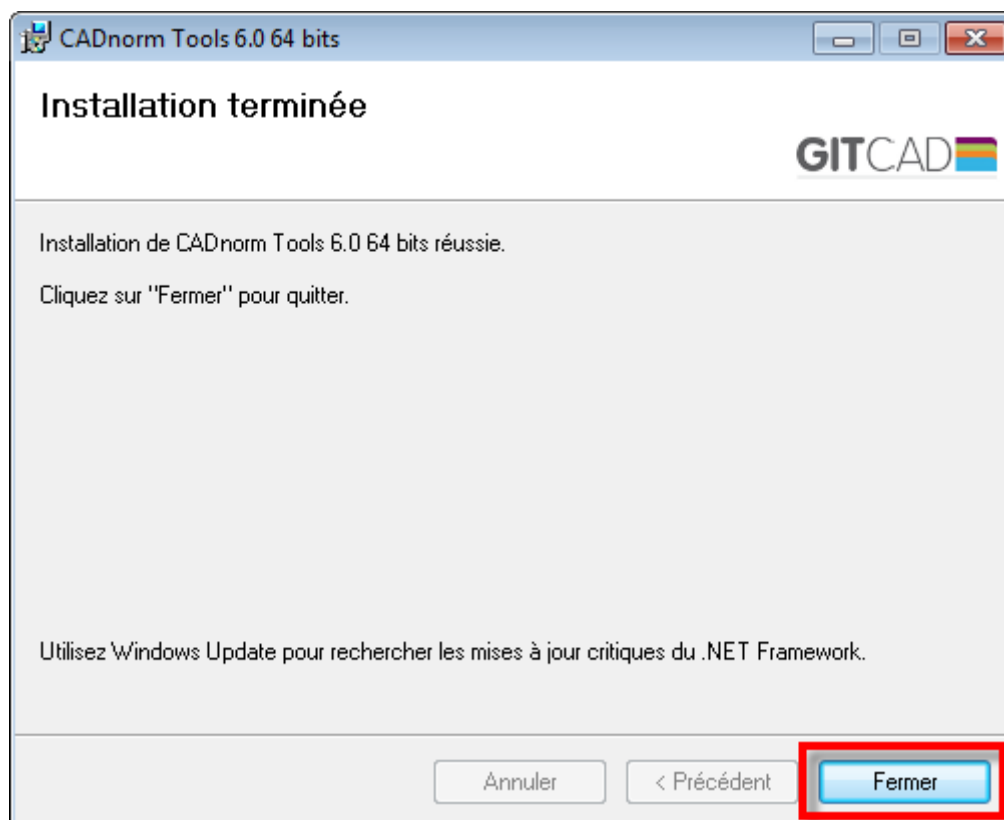 CADnorm Tools 6.0 64 bits
Installation terminée
GITCAD
Installation de CADnorm Tools 6.0 64 bits réussie.
Cliquez sur "Fermer" pour quitter.
Utilisez Windows Update pour rechercher les mises à jour critiques du .NET Framework.
Annuler
< Précédent
Fermer